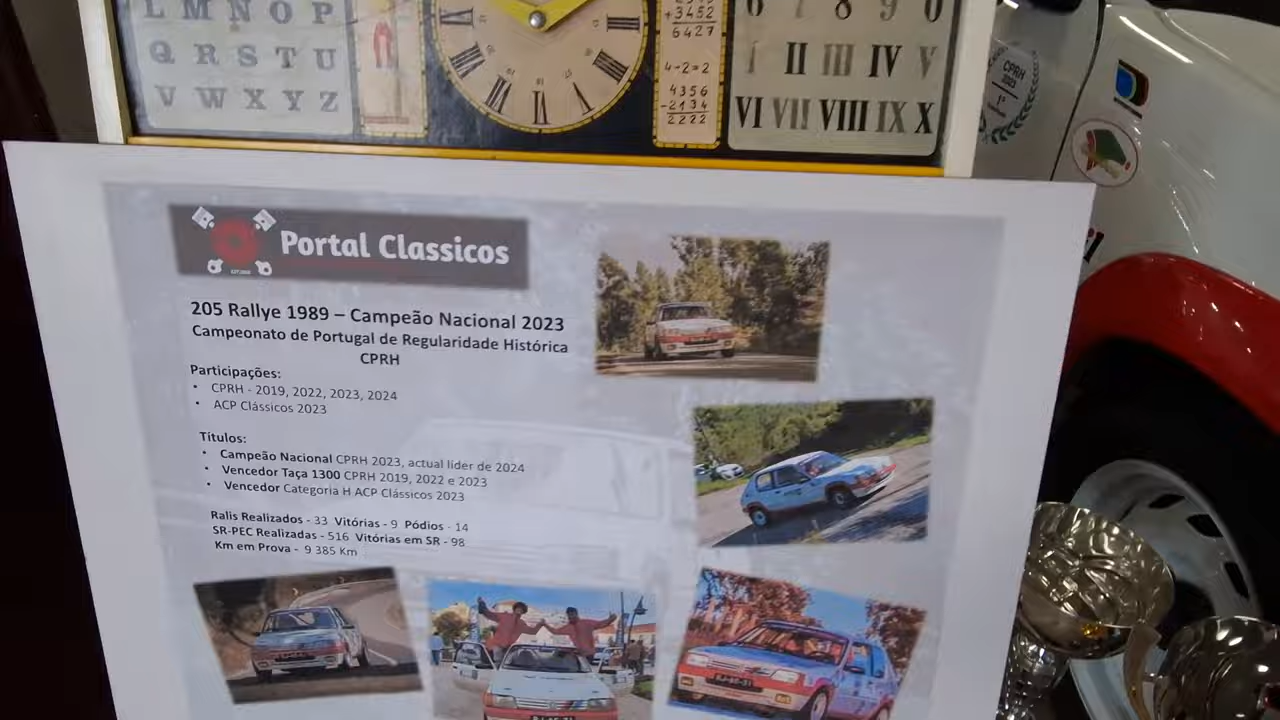 L M N O P
Q R S T U
V W X Y Z
+3452
6427
4-2=2
4356
-2134
2222
6 7 8 9 0
I II III IV V
VI VII VIII IX X
CPRH
2023
1º
Portal Classicos
205 Rallye 1989 – Campeão Nacional 2023
Campeonato de Portugal de Regularidade Histórica
CPRH
Participações:
• CPRH - 2019, 2022, 2023, 2024
• ACP Clássicos 2023
Títulos:
• Campeão Nacional CPRH 2023, actual líder de 2024
• Vencedor Taça 1300 CPRH 2019, 2022 e 2023
• Vencedor Categoria H ACP Clássicos 2023
Ralis Realizados - 33 Vitórias - 9 Pódios - 14
SR-PEC Realizadas - 516 Vitórias em SR - 98
Km em Prova - 9 385 Km